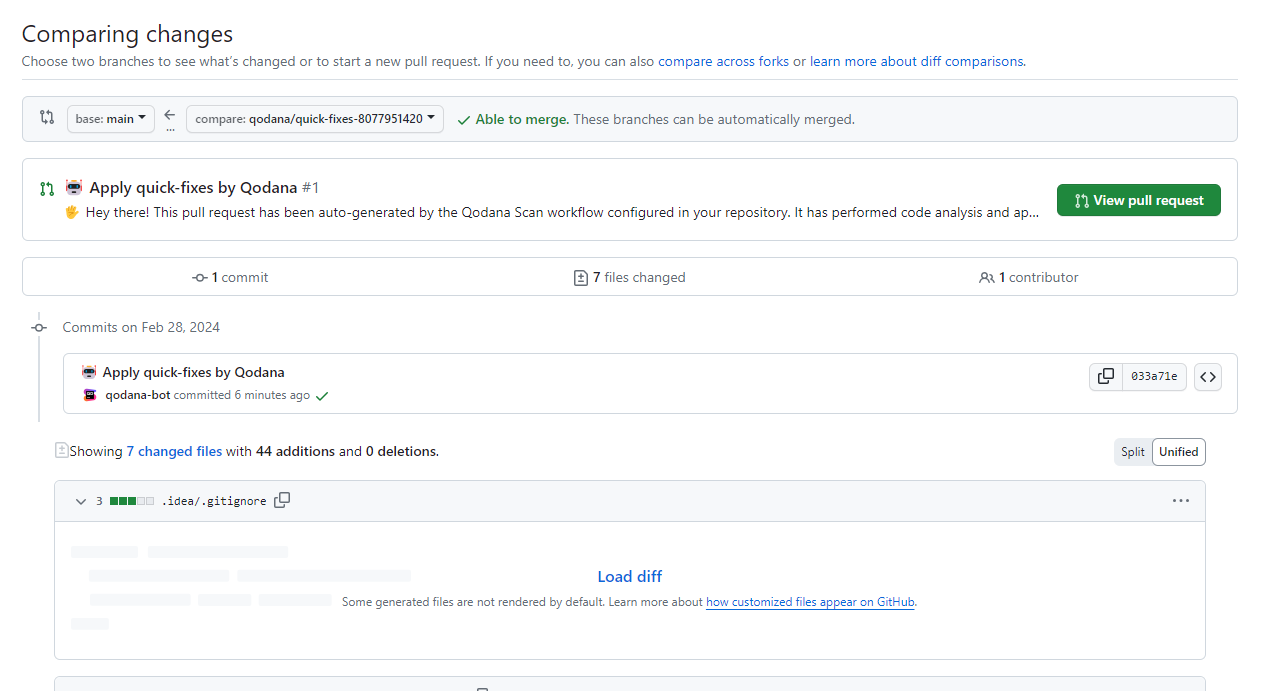 Comparing changes
Choose two branches to see what's changed or to start a new pull request. If you need to, you can also compare across forks or learn more about diff comparisons.
base: main ... compare: qodana/quick-fixes-8077951420 Able to merge. These branches can be automatically merged.
Apply quick-fixes by Qodana #1
Hey there! This pull request has been auto-generated by the Qodana Scan workflow configured in your repository. It has performed code analysis and ap...
View pull request
1 commit 7 files changed 1 contributor
Commits on Feb 28, 2024
Apply quick-fixes by Qodana
qodana-bot committed 6 minutes ago
033a71e
Showing 7 changed files with 44 additions and 0 deletions.
Split Unified
3 .idea/.gitignore
Load diff
Some generated files are not rendered by default. Learn more about how customized files appear on GitHub.